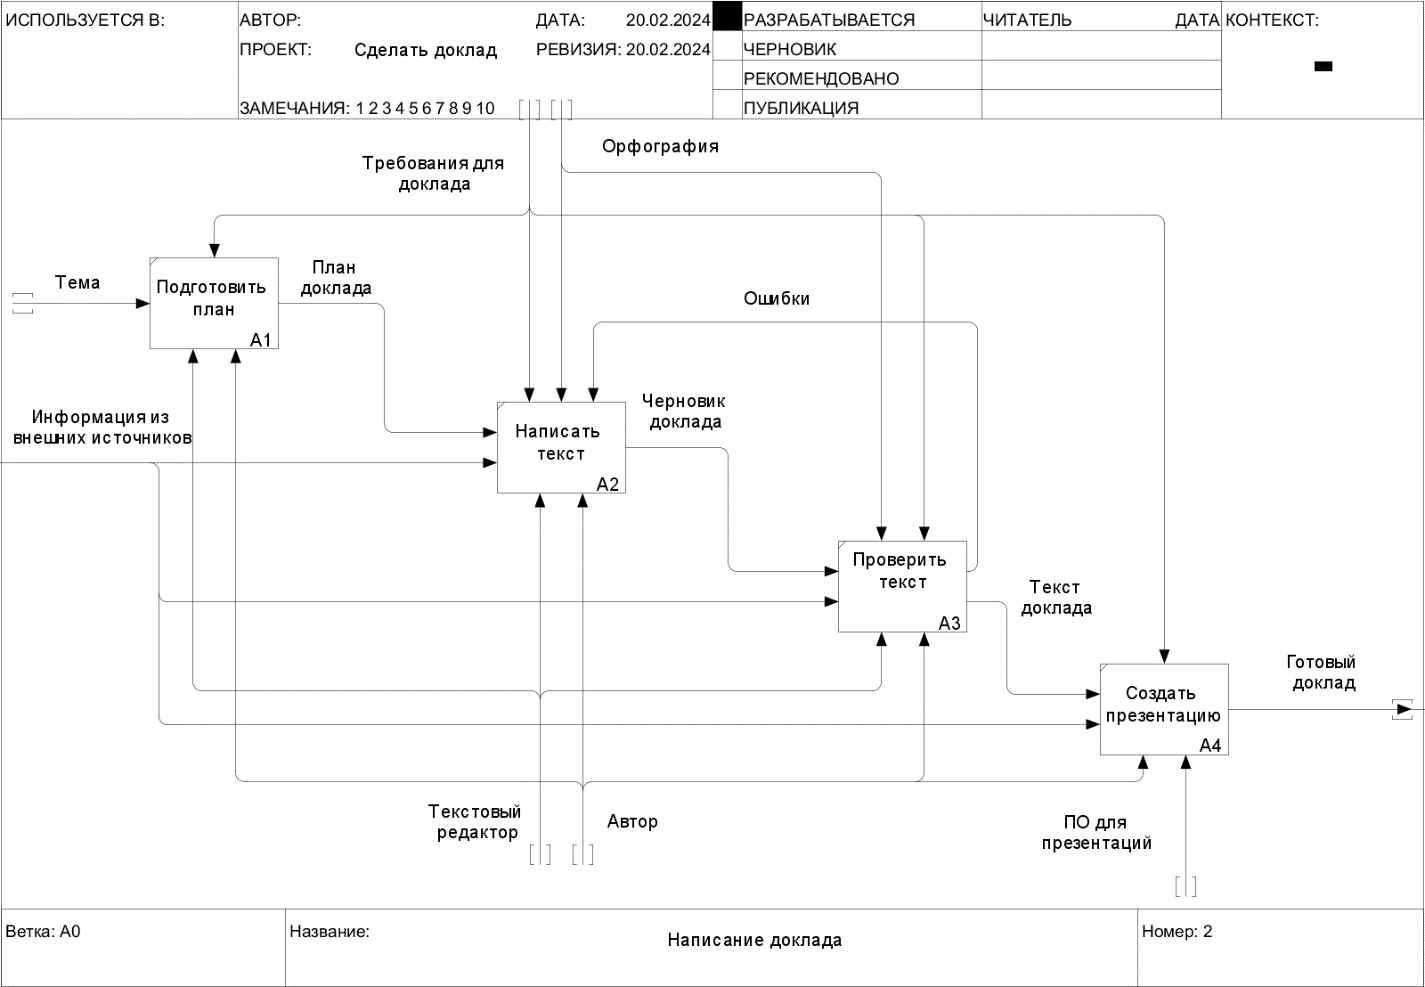 ИСПОЛЬЗУЕТСЯ В:
АВТОР:
ДАТА: 20.02.2024
ПРОЕКТ: Сделать доклад
РЕВИЗИЯ: 20.02.2024
ЗАМЕЧАНИЯ: 1 2 3 4 5 6 7 8 9 10
РАЗРАБАТЫВАЕТСЯ
ЧЕРНОВИК
РЕКОМЕНДОВАНО
ПУБЛИКАЦИЯ
ЧИТАТЕЛЬ
ДАТА
КОНТЕКСТ:
Требования для
доклада
Орфография
Тема
Подготовить
план
A1
План
доклада
Ошибки
Информация из
внешних источников
Написать
текст
A2
Черновик
доклада
Проверить
текст
A3
Текст
доклада
Создать
презентацию
A4
Готовый
доклад
Текстовый
редактор
Автор
ПО для
презентаций
Ветка: A0
Название:
Написание доклада
Номер: 2